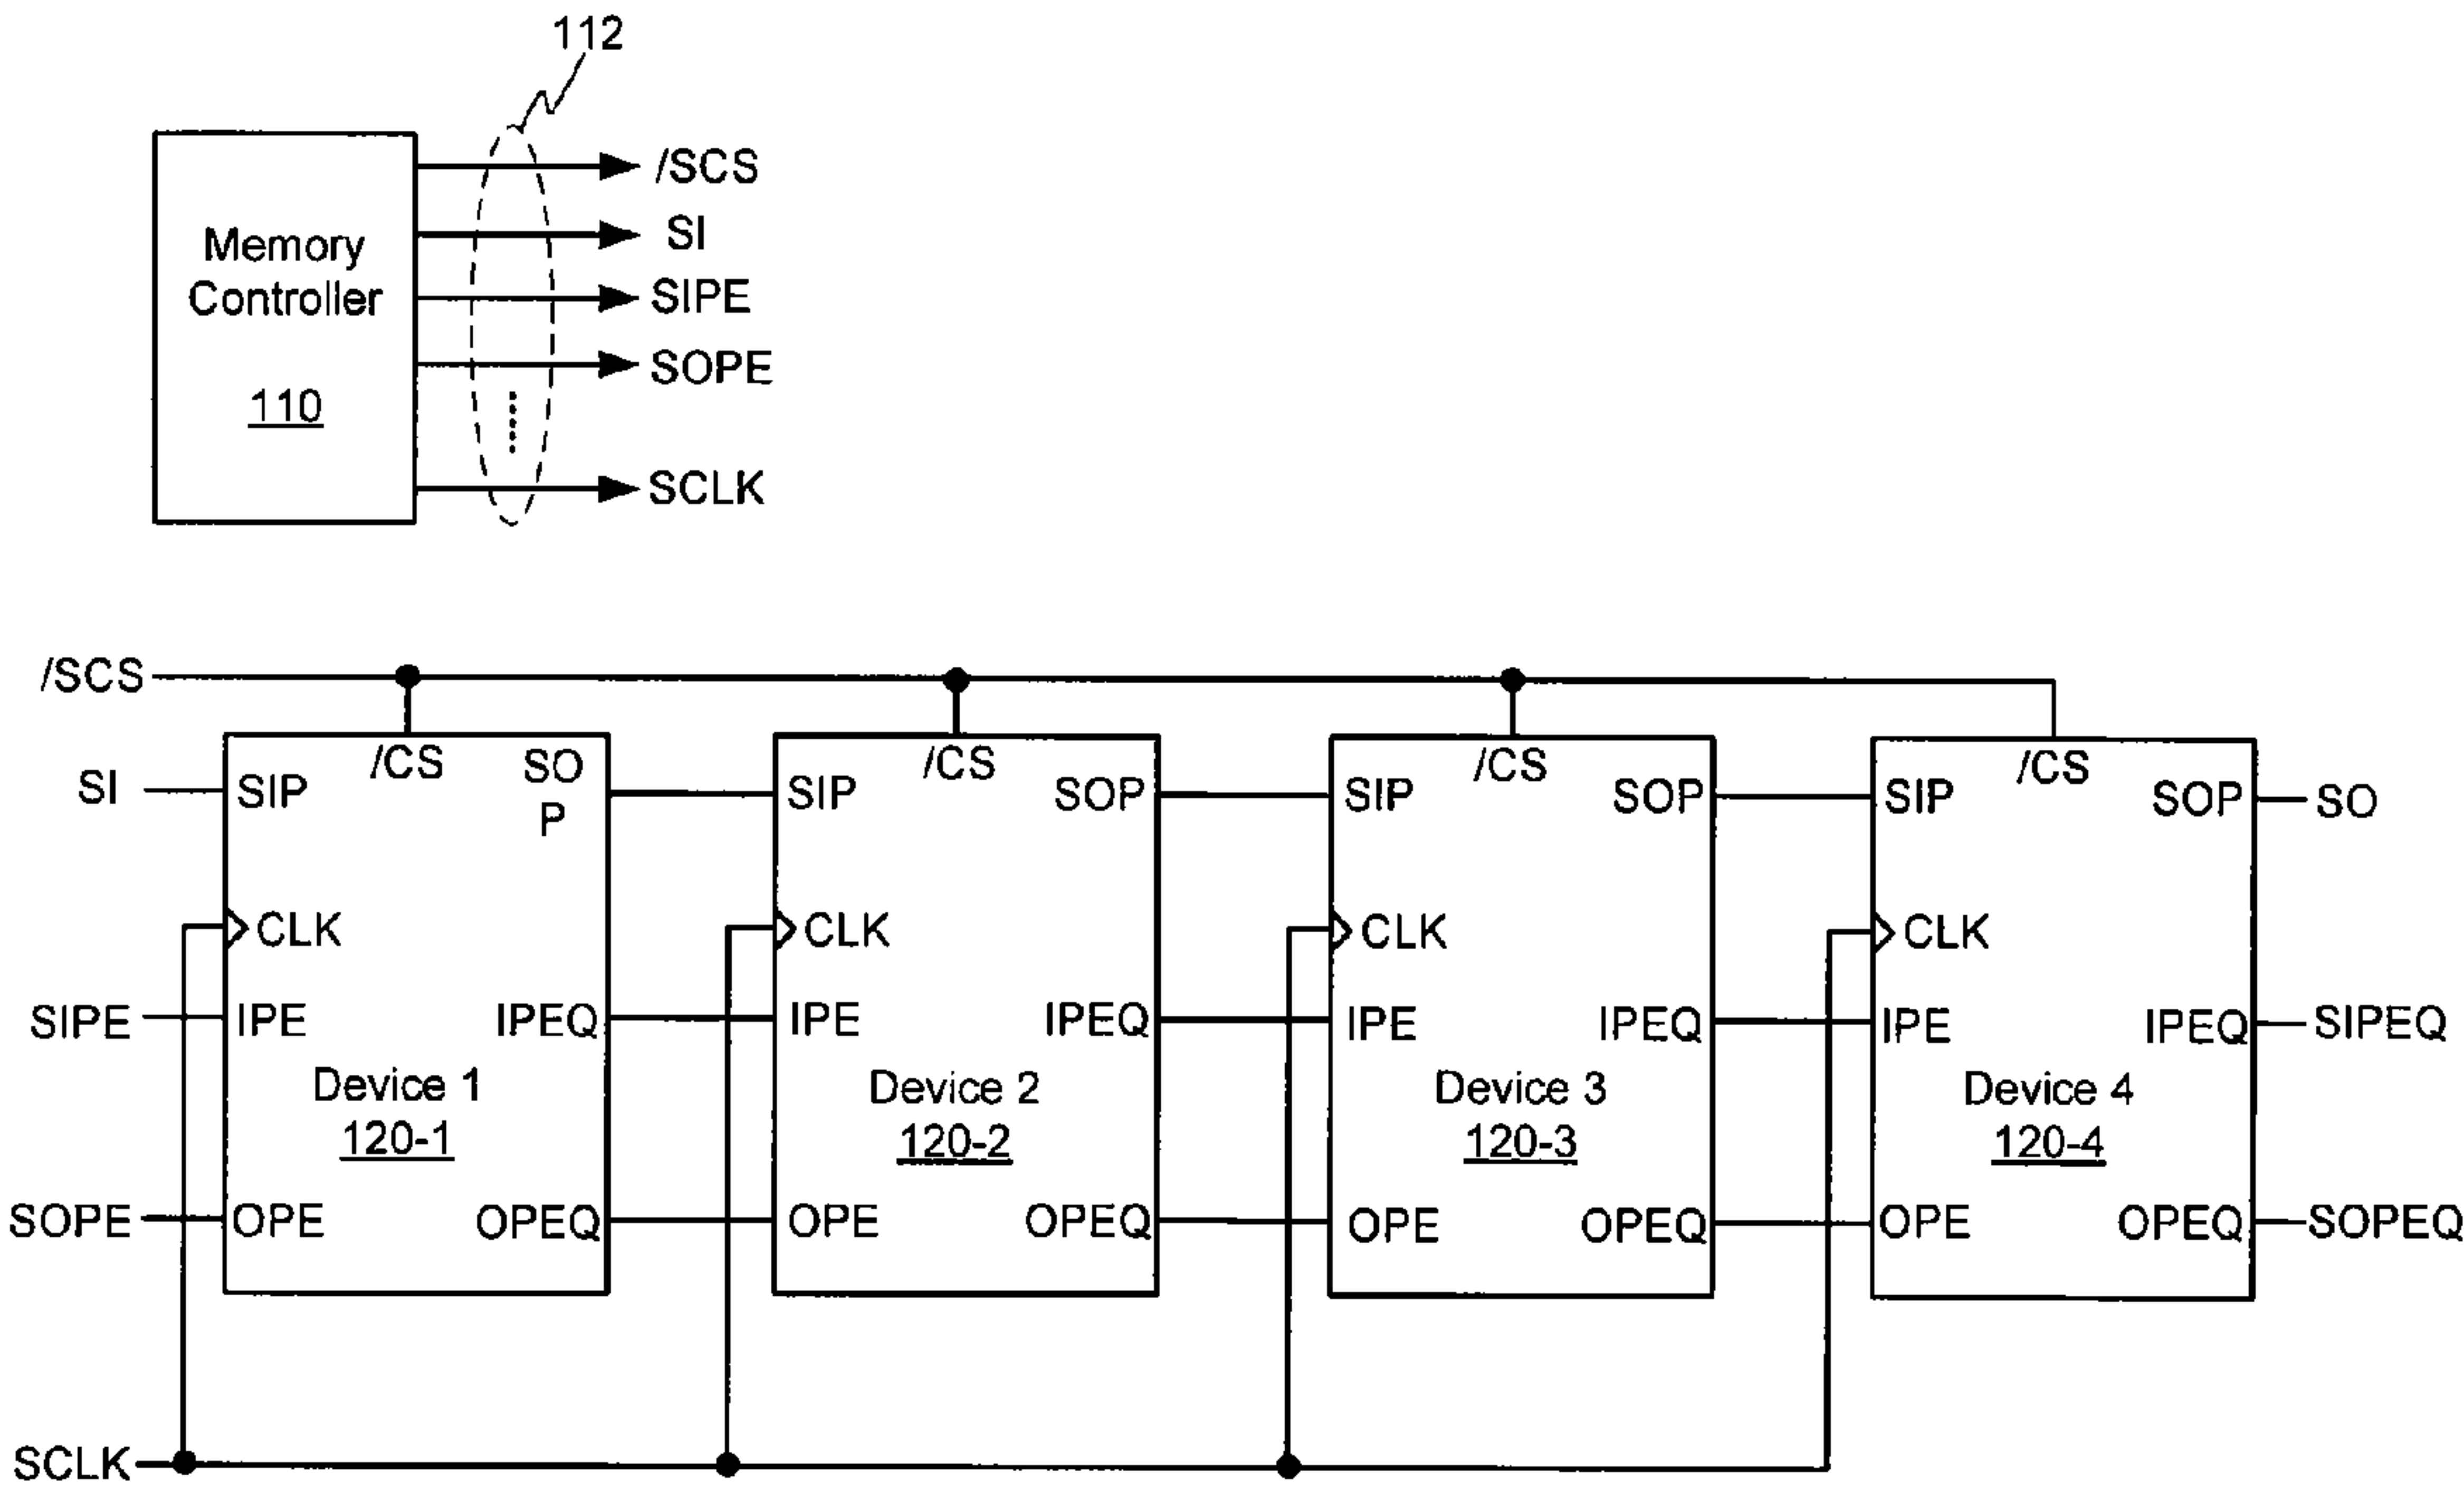 112
/SCS
SI
SIPE
SOPE
SCLK
Memory
Controller
110
/SCS
SI
SIPE
SOPE
SCLK
/CS
SO
P
SIP
CLK
IPE
IPEQ
Device 1
120-1
OPE
OPEQ
/CS
SIP
SOP
CLK
IPE
IPEQ
Device 2
120-2
OPE
OPEQ
/CS
SIP
SOP
CLK
IPE
IPEQ
Device 3
120-3
OPE
OPEQ
/CS
SIP
SOP
CLK
IPE
IPEQ
Device 4
120-4
OPE
OPEQ
SO
SIPEQ
SOPEQ